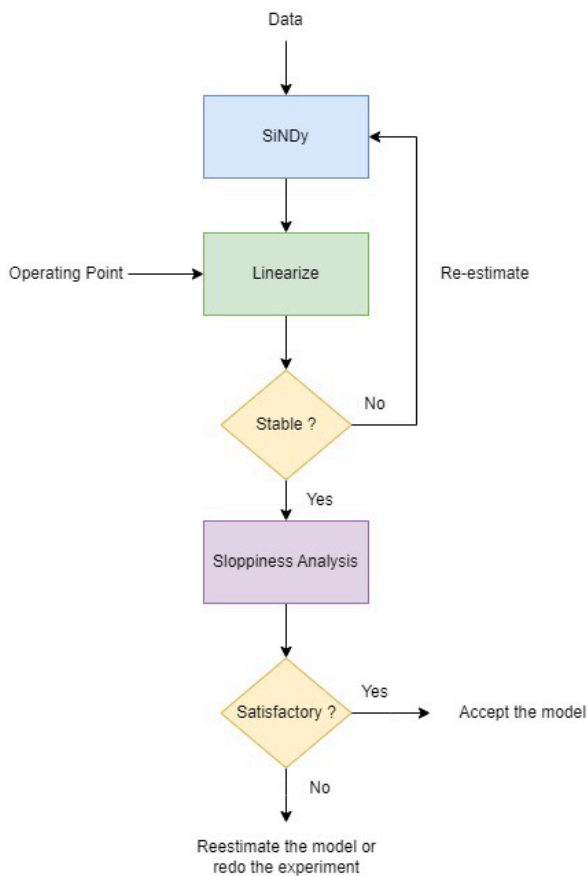 Data
SiNDy
Operating Point
Linearize
Re-estimate
Stable ?
No
Yes
Sloppiness Analysis
Satisfactory ?
Yes
Accept the model
No
Reestimate the model or
redo the experiment